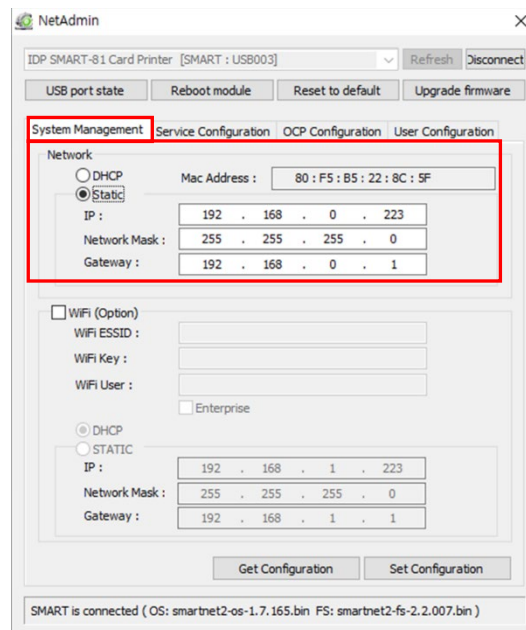 NetAdmin
IDP SMART-81 Card Printer [SMART : USB003] Refresh Disconnect
USB port state Reboot module Reset to default Upgrade firmware
System Management Service Configuration OCP Configuration User Configuration
Network
DHCP Mac Address : 80 : F5 : B5 : 22 : 8C : 5F
Static
IP : 192 . 168 . 0 . 223
Network Mask : 255 . 255 . 255 . 0
Gateway : 192 . 168 . 0 . 1
WiFi (Option)
WiFi ESSID :
WiFi Key :
WiFi User :
Enterprise
DHCP
STATIC
IP : 192 . 168 . 1 . 223
Network Mask : 255 . 255 . 255 . 0
Gateway : 192 . 168 . 1 . 1
Get Configuration Set Configuration
SMART is connected ( OS: smartnet2-os-1.7.165.bin FS: smartnet2-fs-2.2.007.bin )